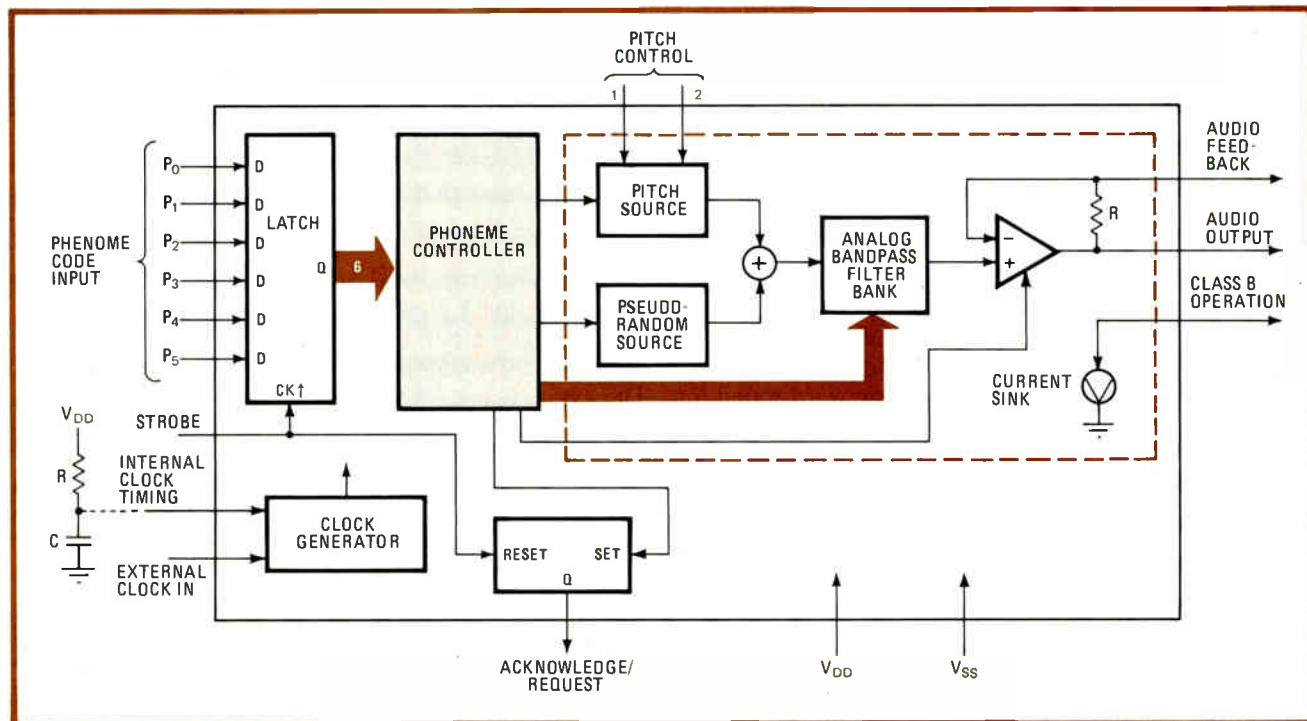 PITCH
CONTROL
1 2
P0
P1
P2
P3
P4
P5
PHENOME
CODE
INPUT
D
D
D
D
D
D
LATCH
Q
CK↑
6
PHONEME
CONTROLLER
PITCH
SOURCE
PSEUDD-
RANDOM
SOURCE
+
ANALOG
BANDPASS
FILTER
BANK
−
+
R
AUDIO
FEED-
BACK
AUDIO
OUTPUT
CLASS B
OPERATION
CURRENT
SINK
VDD
STROBE
R
INTERNAL
CLOCK
TIMING
C
EXTERNAL
CLOCK IN
CLOCK
GENERATOR
RESET SET
Q
ACKNOWLEDGE/
REQUEST
VDD
VSS